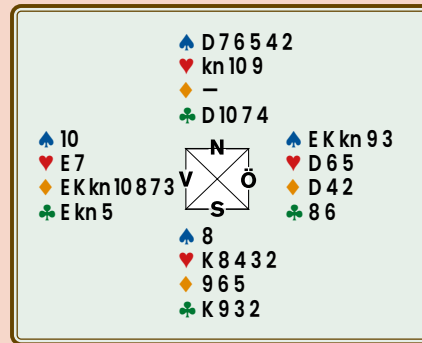 ♠ D 7 6 5 4 2
♥ kn 10 9
♦ —
♣ D 10 7 4
♠ 10
♥ E 7
♦ E K kn 10 8 7 3
♣ E kn 5
N
V Ö
S
♠ E K kn 9 3
♥ D 6 5
♦ D 4 2
♣ 8 6
♠ 8
♥ K 8 4 3 2
♦ 9 6 5
♣ K 9 3 2